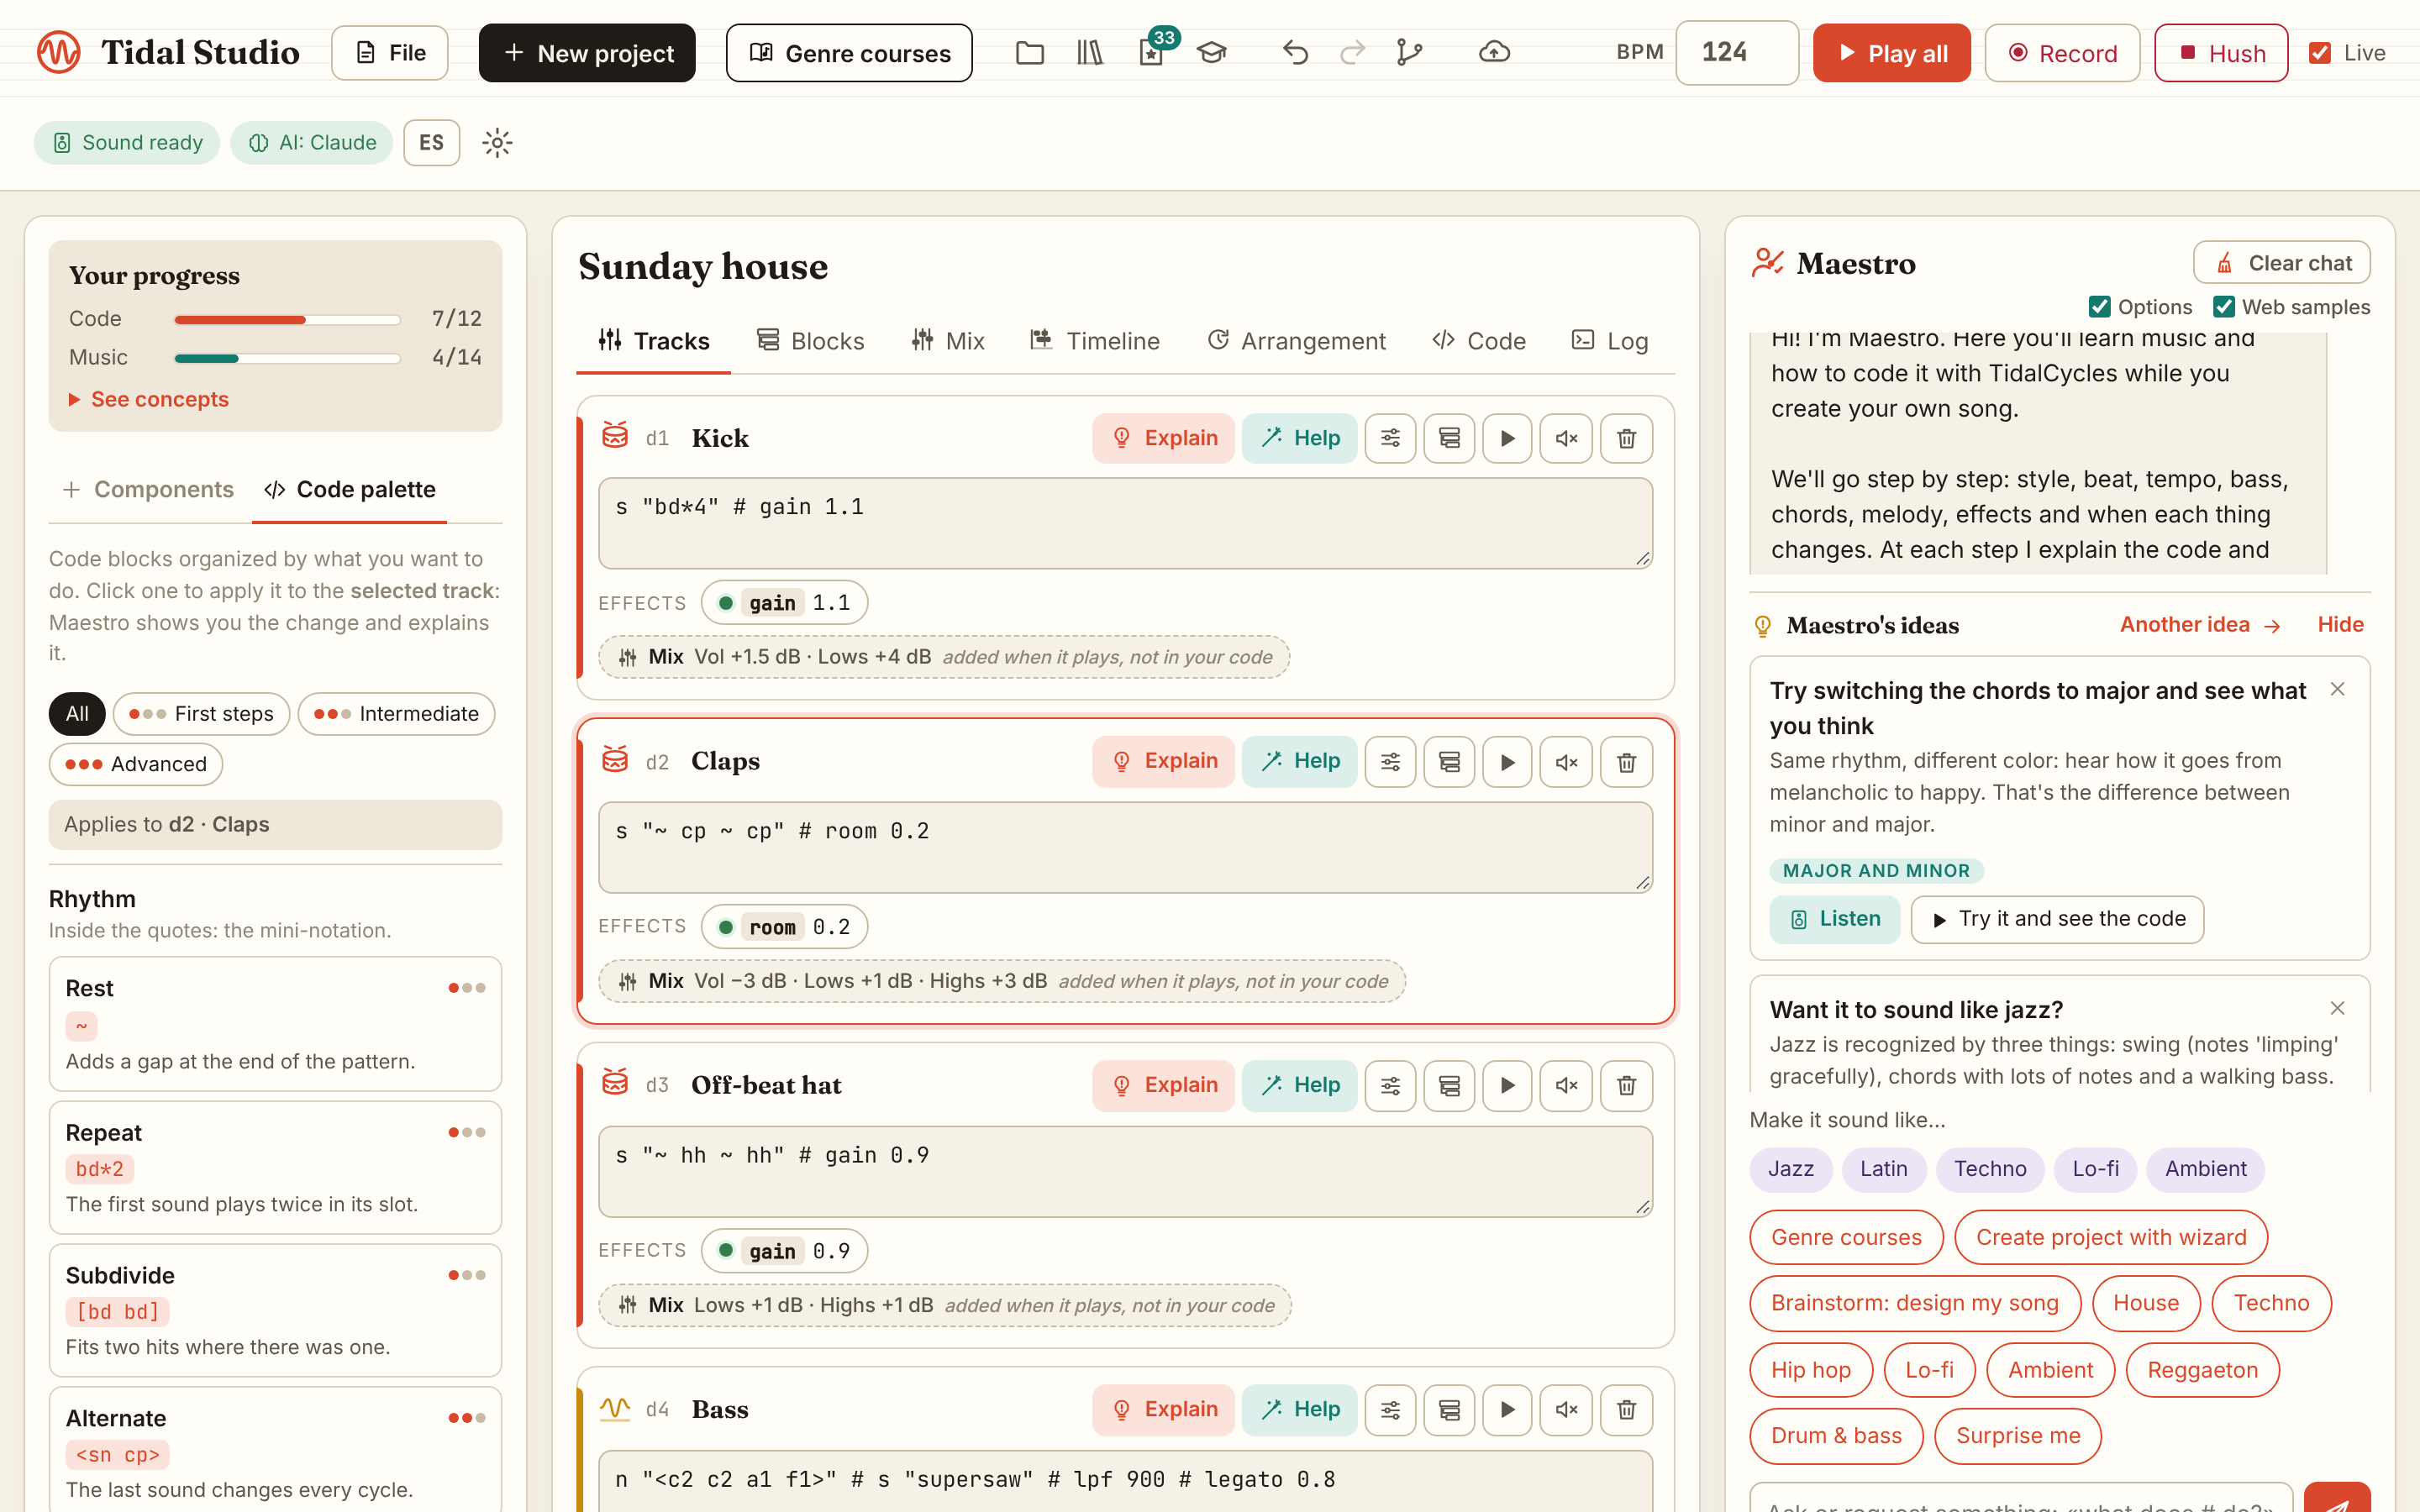 Tidal Studio
File
New project
Genre courses
33
BPM 124
Play all
Record
Hush
Live
Sound ready
AI: Claude
ES
Your progress
Code 7/12
Music 4/14
See concepts
Components
Code palette
Code blocks organized by what you want to
do. Click one to apply it to the selected track:
Maestro shows you the change and explains
it.
All
First steps
Intermediate
Advanced
Applies to d2 · Claps
Rhythm
Inside the quotes: the mini-notation.
Rest
~
Adds a gap at the end of the pattern.
Repeat
bd*2
The first sound plays twice in its slot.
Subdivide
[bd bd]
Fits two hits where there was one.
Alternate
<sn cp>
The last sound changes every cycle.
Sunday house
Tracks
Blocks
Mix
Timeline
Arrangement
Code
Log
d1 Kick
Explain
Help
s "bd*4" # gain 1.1
EFFECTS gain 1.1
Mix Vol +1.5 dB · Lows +4 dB added when it plays, not in your code
d2 Claps
Explain
Help
s "~ cp ~ cp" # room 0.2
EFFECTS room 0.2
Mix Vol −3 dB · Lows +1 dB · Highs +3 dB added when it plays, not in your code
d3 Off-beat hat
Explain
Help
s "~ hh ~ hh" # gain 0.9
EFFECTS gain 0.9
Mix Lows +1 dB · Highs +1 dB added when it plays, not in your code
d4 Bass
Explain
Help
n "<c2 c2 a1 f1>" # s "supersaw" # lpf 900 # legato 0.8
Maestro
Clear chat
Options
Web samples
Hi! I'm Maestro. Here you'll learn music and
how to code it with TidalCycles while you
create your own song.
We'll go step by step: style, beat, tempo, bass,
chords, melody, effects and when each thing
changes. At each step I explain the code and
Maestro's ideas
Another idea →
Hide
Try switching the chords to major and see what
you think
Same rhythm, different color: hear how it goes from
melancholic to happy. That's the difference between
minor and major.
MAJOR AND MINOR
Listen
Try it and see the code
Want it to sound like jazz?
Jazz is recognized by three things: swing (notes 'limping'
gracefully), chords with lots of notes and a walking bass.
Make it sound like...
Jazz
Latin
Techno
Lo-fi
Ambient
Genre courses
Create project with wizard
Brainstorm: design my song
House
Techno
Hip hop
Lo-fi
Ambient
Reggaeton
Drum & bass
Surprise me
Ask or request something: «what does # do?»